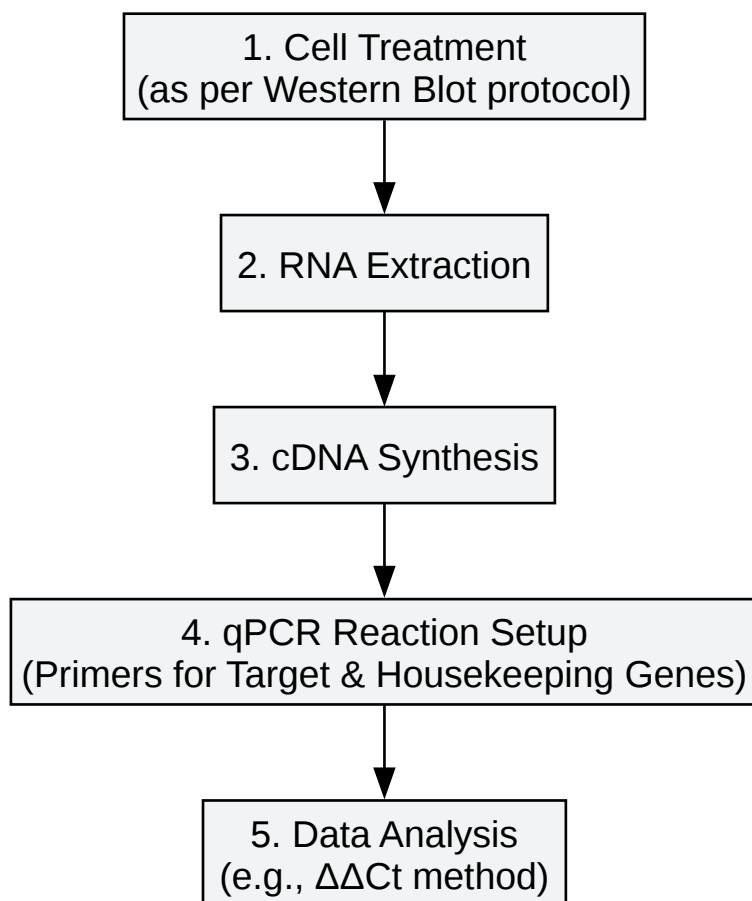 1. Cell Treatment
(as per Western Blot protocol)
2. RNA Extraction
3. cDNA Synthesis
4. qPCR Reaction Setup
(Primers for Target & Housekeeping Genes)
5. Data Analysis
(e.g., ΔΔCt method)